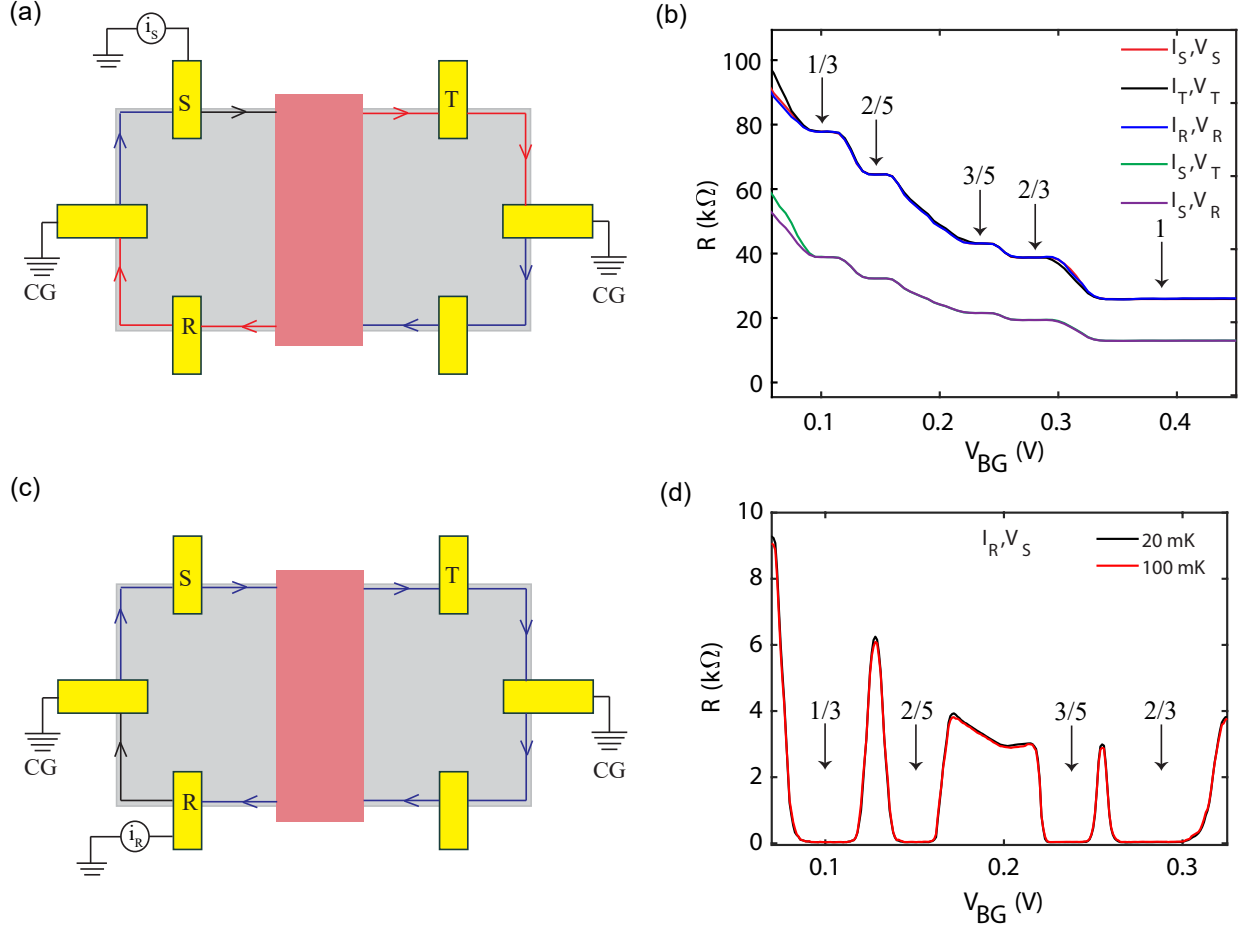 (a)
i_S
S
T
CG
CG
R
(b)
R (kΩ)
100
80
60
40
20
0
1/3
2/5
3/5
2/3
1
I_S,V_S
I_T,V_T
I_R,V_R
I_S,V_T
I_S,V_R
0.1
0.2
0.3
0.4
V_BG (V)
(c)
S
T
CG
CG
R
i_R
(d)
R (kΩ)
10
8
6
4
2
0
I_R,V_S
20 mK
100 mK
1/3
2/5
3/5
2/3
0.1
0.2
0.3
V_BG (V)